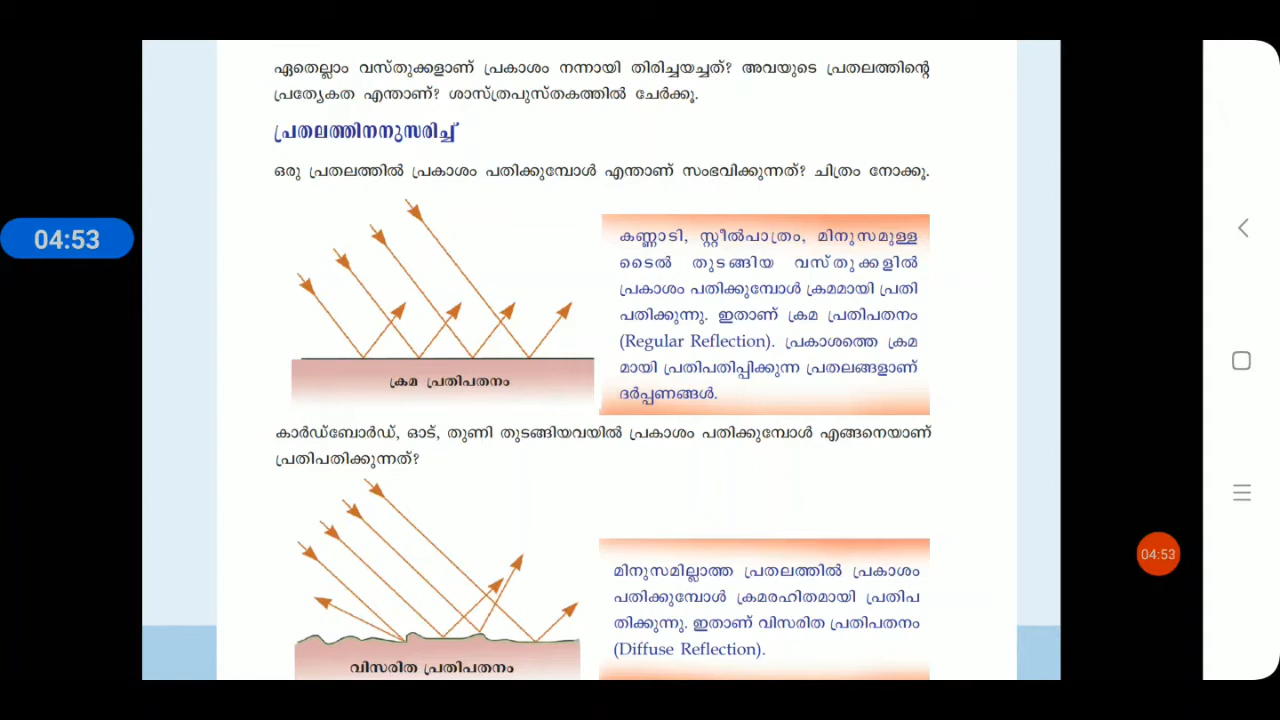 ഏതെല്ലാം വസ്തുക്കളാണ് പ്രകാശം നന്നായി തിരിച്ചയച്ചത്? അവയുടെ പ്രതലത്തിന്റെ
പ്രത്യേകത എന്താണ്? ശാസ്ത്രപുസ്തകത്തിൽ ചേർക്കൂ.
പ്രതലത്തിനനുസരിച്ച്
ഒരു പ്രതലത്തിൽ പ്രകാശം പതിക്കുമ്പോൾ എന്താണ് സംഭവിക്കുന്നത്? ചിത്രം നോക്കൂ.
04:53
കണ്ണാടി, സ്റ്റീൽപാത്രം, മിനുസമുള്ള
ടൈൽ തുടങ്ങിയ വസ്തുക്കളിൽ
പ്രകാശം പതിക്കുമ്പോൾ ക്രമമായി പ്രതി
പതിക്കുന്നു. ഇതാണ് ക്രമ പ്രതിപതനം
(Regular Reflection). പ്രകാശത്തെ ക്രമ
മായി പ്രതിപതിപ്പിക്കുന്ന പ്രതലങ്ങളാണ്
ദർപ്പണങ്ങൾ.
ക്രമ പ്രതിപതനം
കാർഡ്ബോർഡ്, ഓട്, തുണി തുടങ്ങിയവയിൽ പ്രകാശം പതിക്കുമ്പോൾ എങ്ങനെയാണ്
പ്രതിപതിക്കുന്നത്?
മിനുസമില്ലാത്ത പ്രതലത്തിൽ പ്രകാശം
പതിക്കുമ്പോൾ ക്രമരഹിതമായി പ്രതിപ
തിക്കുന്നു. ഇതാണ് വിസരിത പ്രതിപതനം
(Diffuse Reflection).
വിസരിത പ്രതിപതനം
04:53